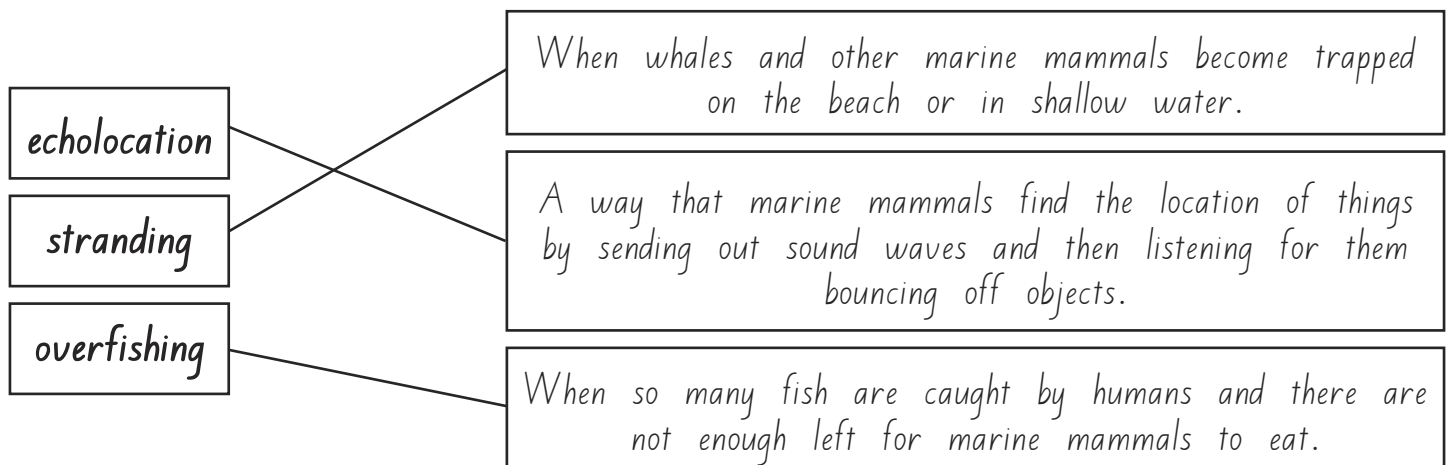 echolocation
stranding
overfishing
When whales and other marine mammals become trapped
on the beach or in shallow water.
A way that marine mammals find the location of things
by sending out sound waves and then listening for them
bouncing off objects.
When so many fish are caught by humans and there are
not enough left for marine mammals to eat.